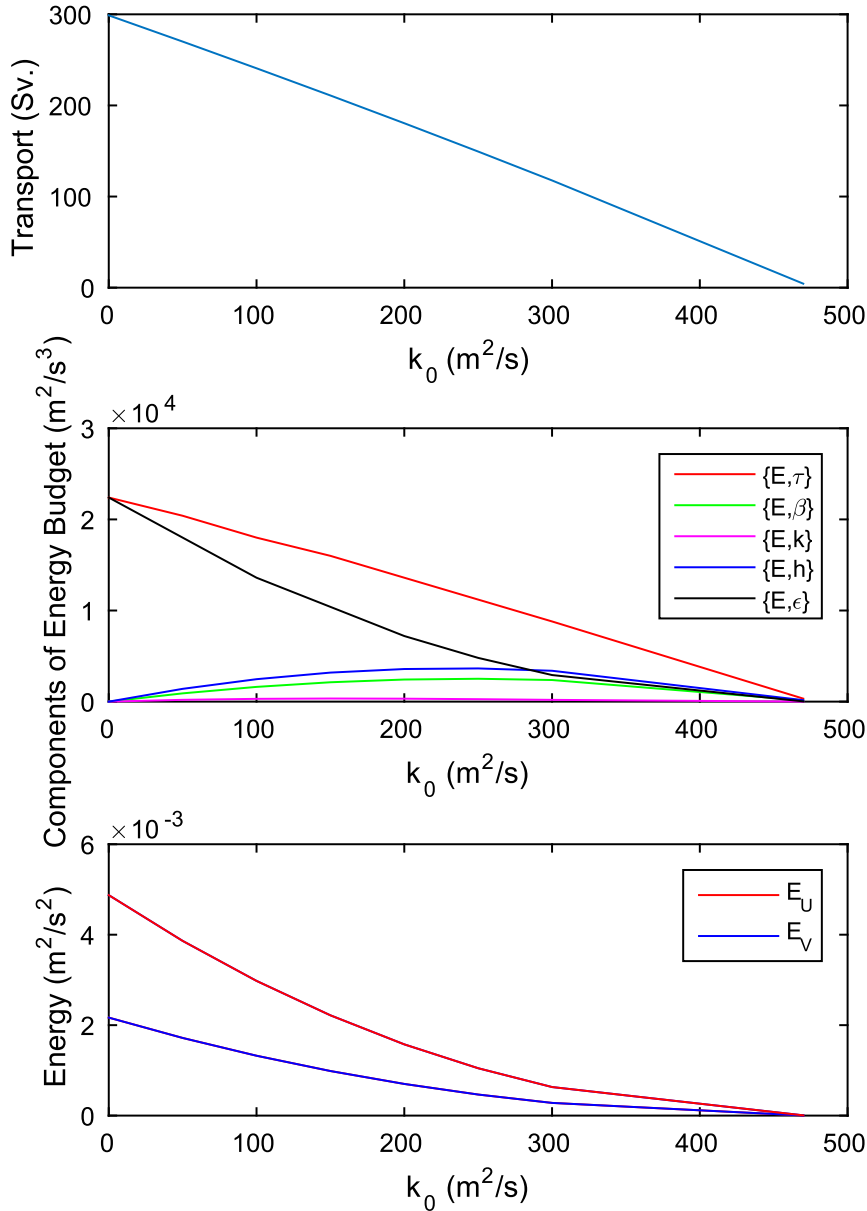 300
200
100
0
Transport (Sv.)
0 100 200 300 400 500
k0 (m²/s)
×10⁴
3
2
1
0
Components of Energy Budget (m²/s³)
{E,τ}
{E,β}
{E,k}
{E,h}
{E,ϵ}
0 100 200 300 400 500
k0 (m²/s)
×10⁻³
6
4
2
0
Energy (m²/s²)
EU
EV
0 100 200 300 400 500
k0 (m²/s)